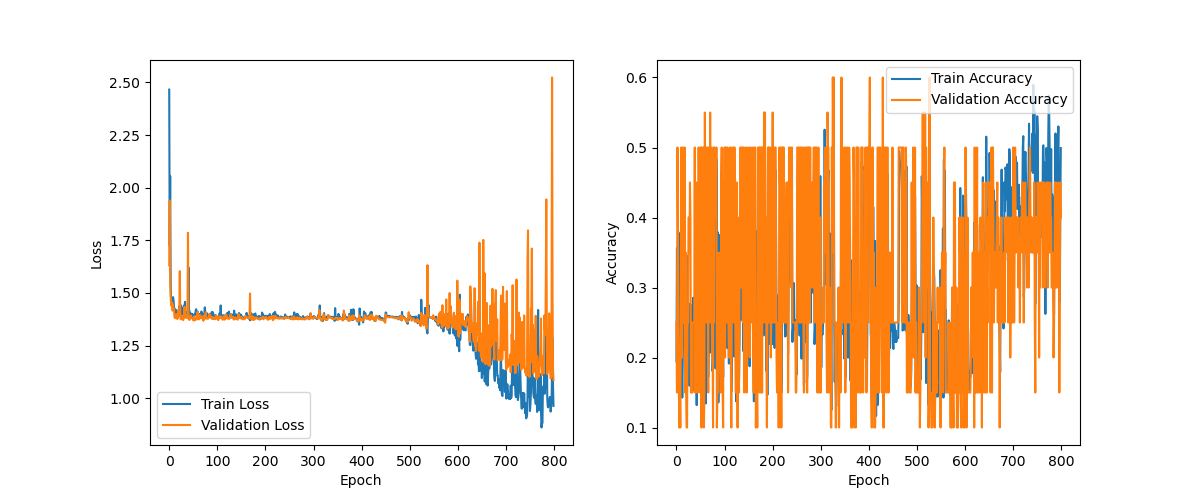 2.50
2.25
2.00
1.75
1.50
1.25
1.00
Loss
Train Loss
Validation Loss
0 100 200 300 400 500 600 700 800
Epoch
0.6
0.5
0.4
0.3
0.2
0.1
Accuracy
Train Accuracy
Validation Accuracy
0 100 200 300 400 500 600 700 800
Epoch